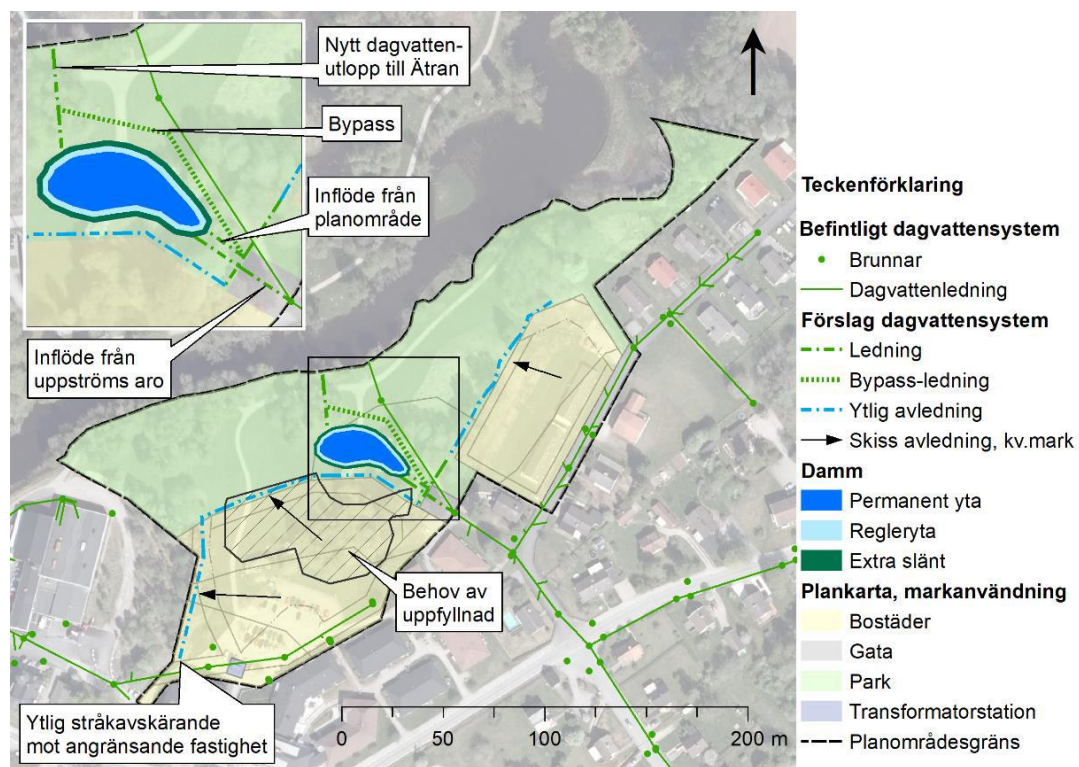 Nytt dagvatten-
utlopp till Ätran
Bypass
Inflöde från
planområde
Inflöde från
uppströms aro
Behov av
uppfyllnad
Ytlig stråkavskärande
mot angränsande fastighet
0 50 100 200 m
Teckenförklaring
Befintligt dagvattensystem
Brunnar
Dagvattenledning
Förslag dagvattensystem
Ledning
Bypass-ledning
Ytlig avledning
Skiss avledning, kv.mark
Damm
Permanent yta
Regleryta
Extra slänt
Plankarta, markanvändning
Bostäder
Gata
Park
Transformatorstation
Planområdesgräns